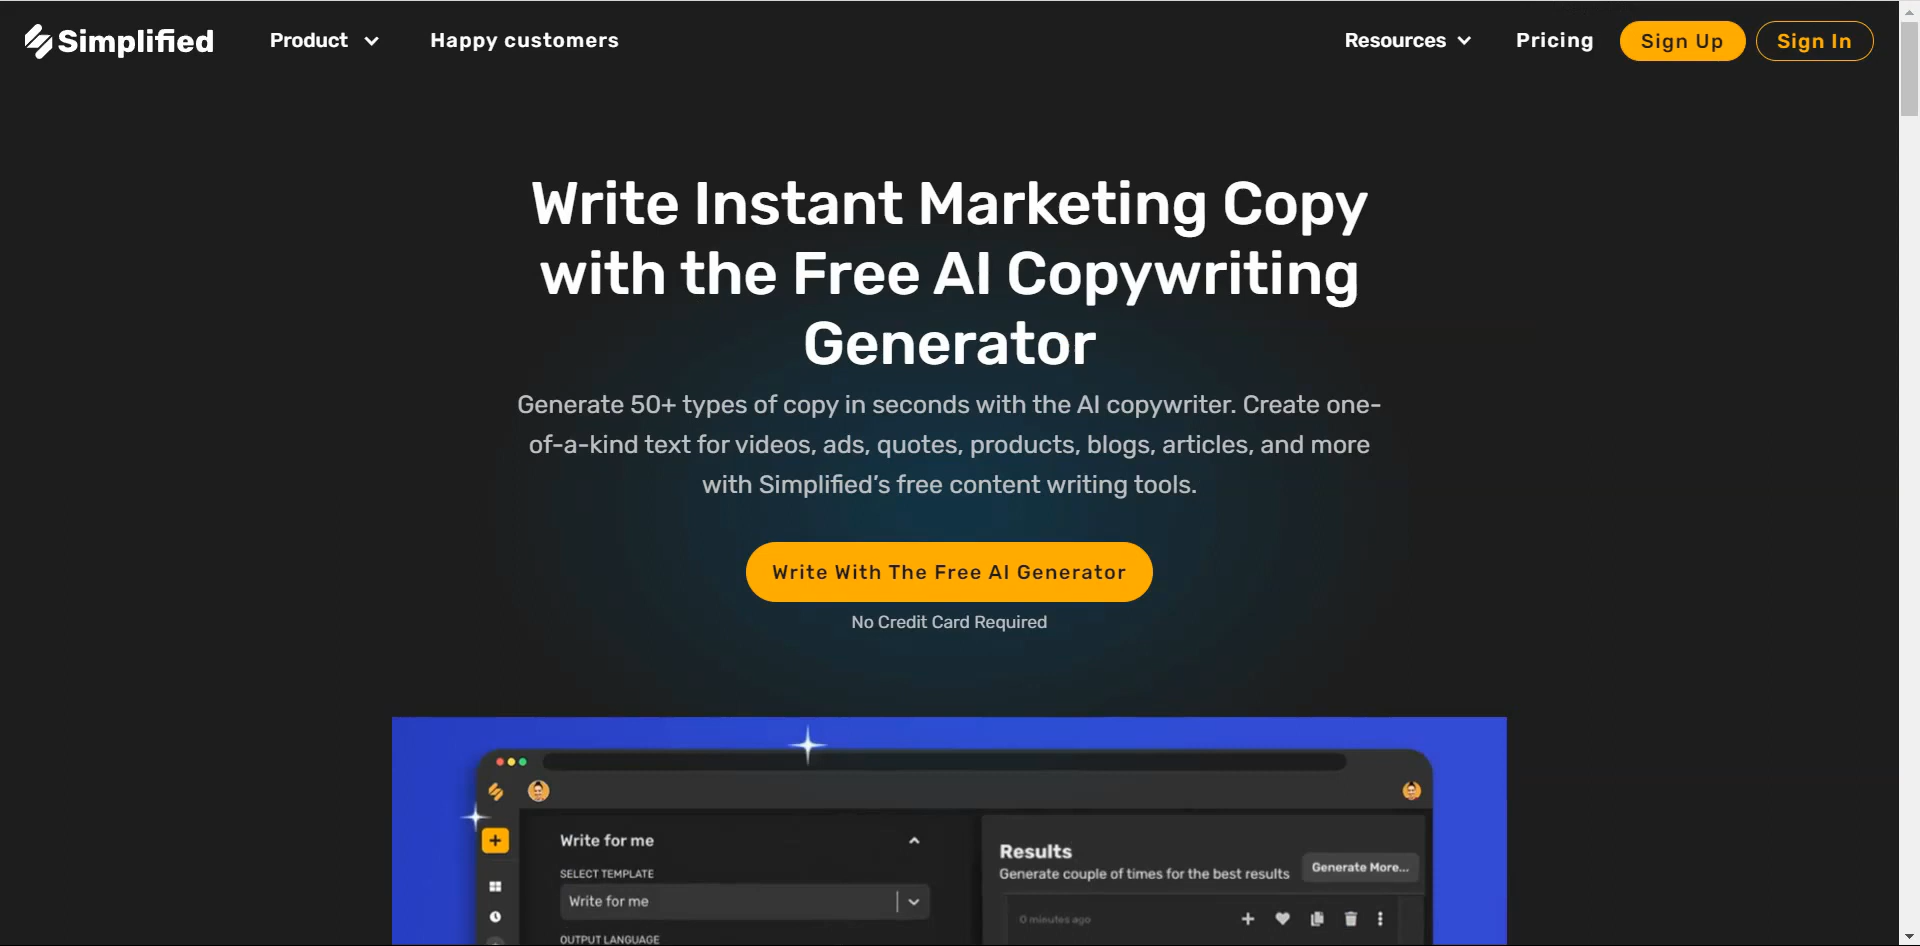 Simplified
Product
Happy customers
Resources
Pricing
Sign Up
Sign In
Write Instant Marketing Copy
with the Free AI Copywriting
Generator
Generate 50+ types of copy in seconds with the AI copywriter. Create one-
of-a-kind text for videos, ads, quotes, products, blogs, articles, and more
with Simplified’s free content writing tools.
Write With The Free AI Generator
No Credit Card Required
Write for me
SELECT TEMPLATE
Write for me
OUTPUT LANGUAGE
Results
Generate couple of times for the best results
Generate More...
0 minutes ago